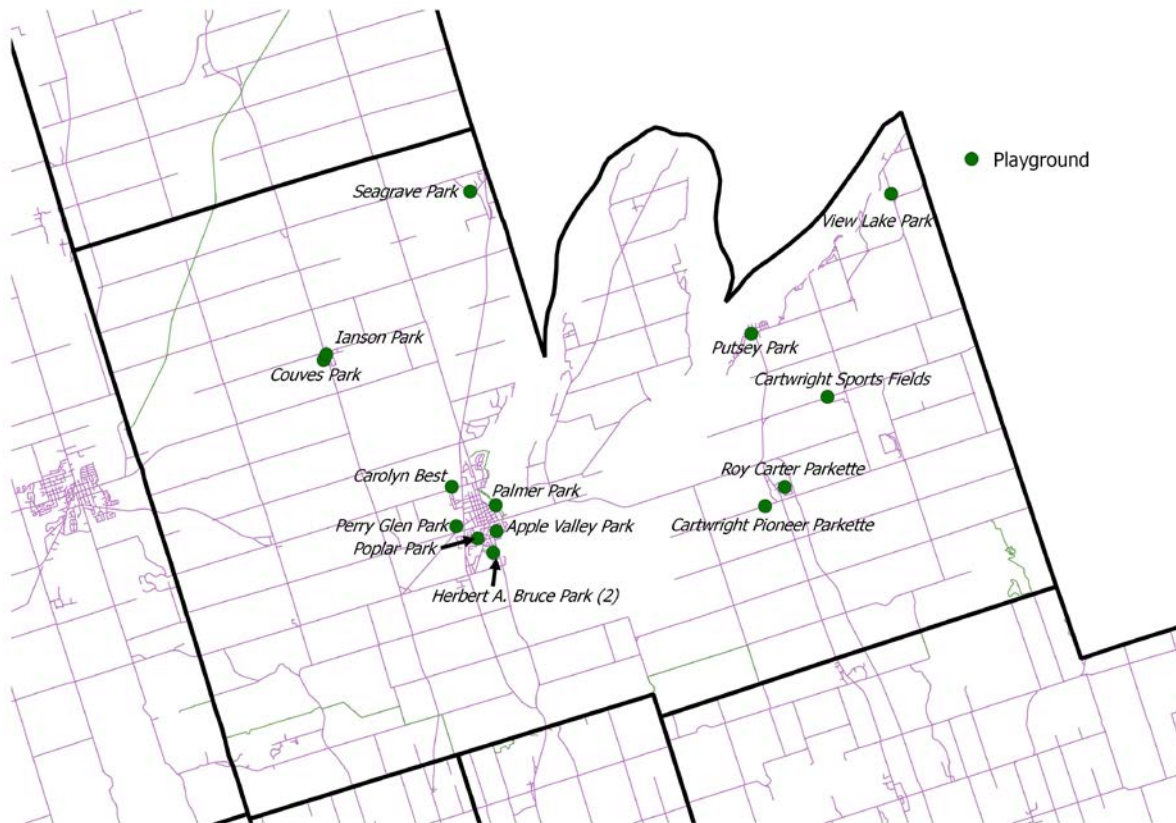 Playground
Seagrave Park
View Lake Park
Ianson Park
Putsey Park
Couves Park
Cartwright Sports Fields
Roy Carter Parkette
Carolyn Best
Palmer Park
Perry Glen Park
Apple Valley Park
Cartwright Pioneer Parkette
Poplar Park
Herbert A. Bruce Park (2)